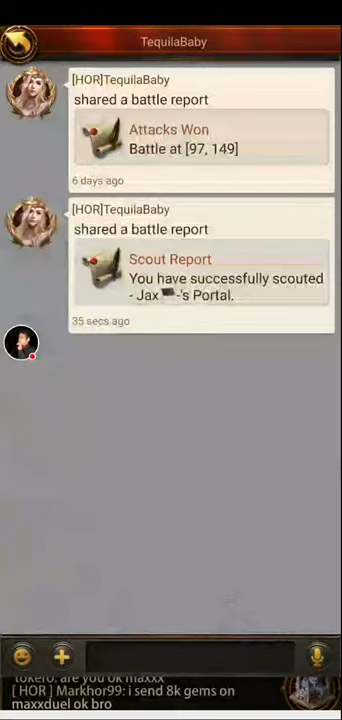 TequilaBaby
[HOR]TequilaBaby
shared a battle report
Attacks Won
Battle at [97, 149]
6 days ago
[HOR]TequilaBaby
shared a battle report
Scout Report
You have successfully scouted
- Jax -'s Portal.
35 secs ago
tokero: are you ok maxxx
[ HOR ] Markhor99: i send 8k gems on
maxxduel ok bro